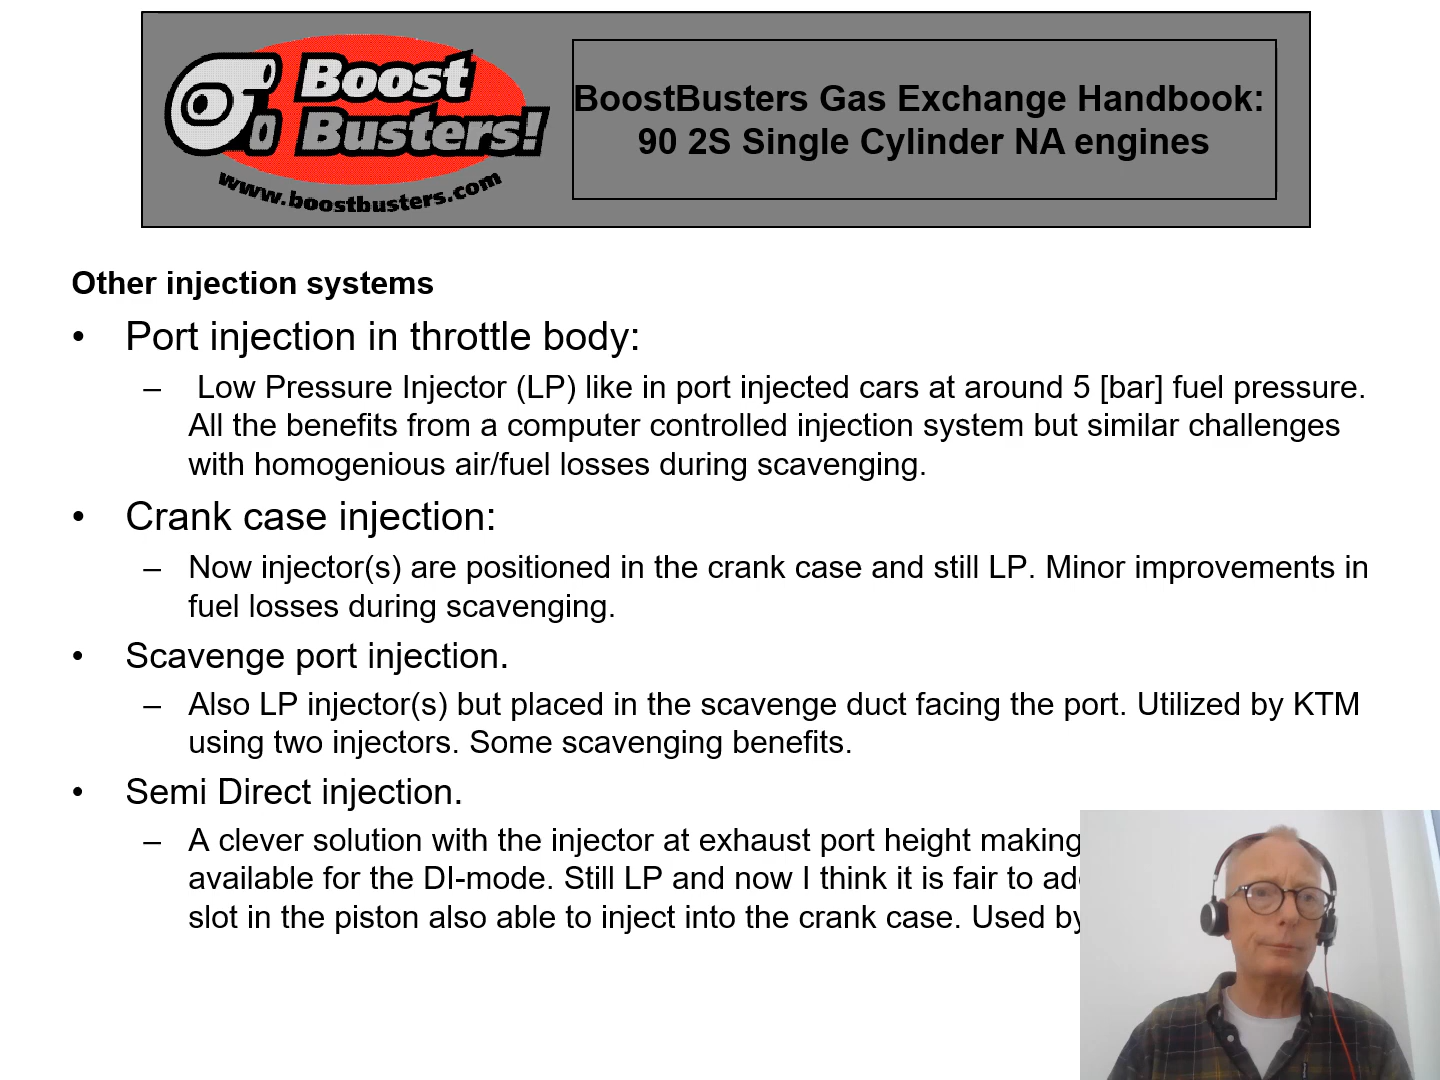 Boost
Busters!
www.boostbusters.com
BoostBusters Gas Exchange Handbook:
90 2S Single Cylinder NA engines
Other injection systems
• Port injection in throttle body:
– Low Pressure Injector (LP) like in port injected cars at around 5 [bar] fuel pressure.
All the benefits from a computer controlled injection system but similar challenges
with homogenious air/fuel losses during scavenging.
• Crank case injection:
– Now injector(s) are positioned in the crank case and still LP. Minor improvements in
fuel losses during scavenging.
• Scavenge port injection.
– Also LP injector(s) but placed in the scavenge duct facing the port. Utilized by KTM
using two injectors. Some scavenging benefits.
• Semi Direct injection.
– A clever solution with the injector at exhaust port height making
available for the DI-mode. Still LP and now I think it is fair to
slot in the piston also able to inject into the crank case. Used by